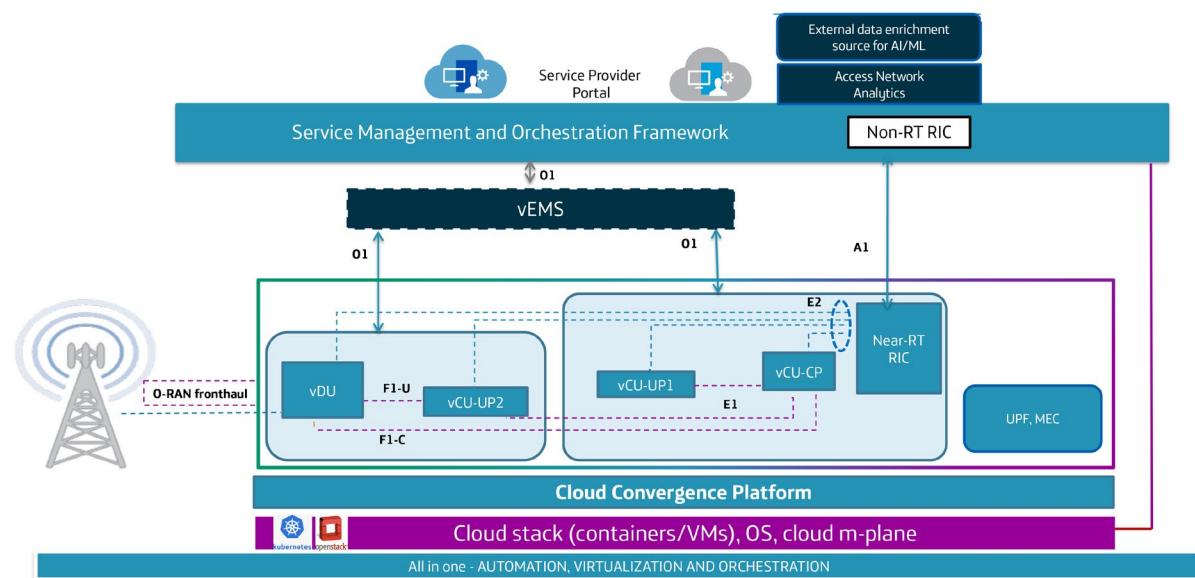 External data enrichment
source for AI/ML
Service Provider
Portal
Access Network
Analytics
Service Management and Orchestration Framework
Non-RT RIC
O1
vEMS
O1
O1
A1
E2
Near-RT
RIC
vDU
F1-U
vCU-UP2
vCU-UP1
vCU-CP
E1
O-RAN fronthaul
F1-C
UPF, MEC
Cloud Convergence Platform
kubernetes
openstack
Cloud stack (containers/VMs), OS, cloud m-plane
All in one - AUTOMATION, VIRTUALIZATION AND ORCHESTRATION